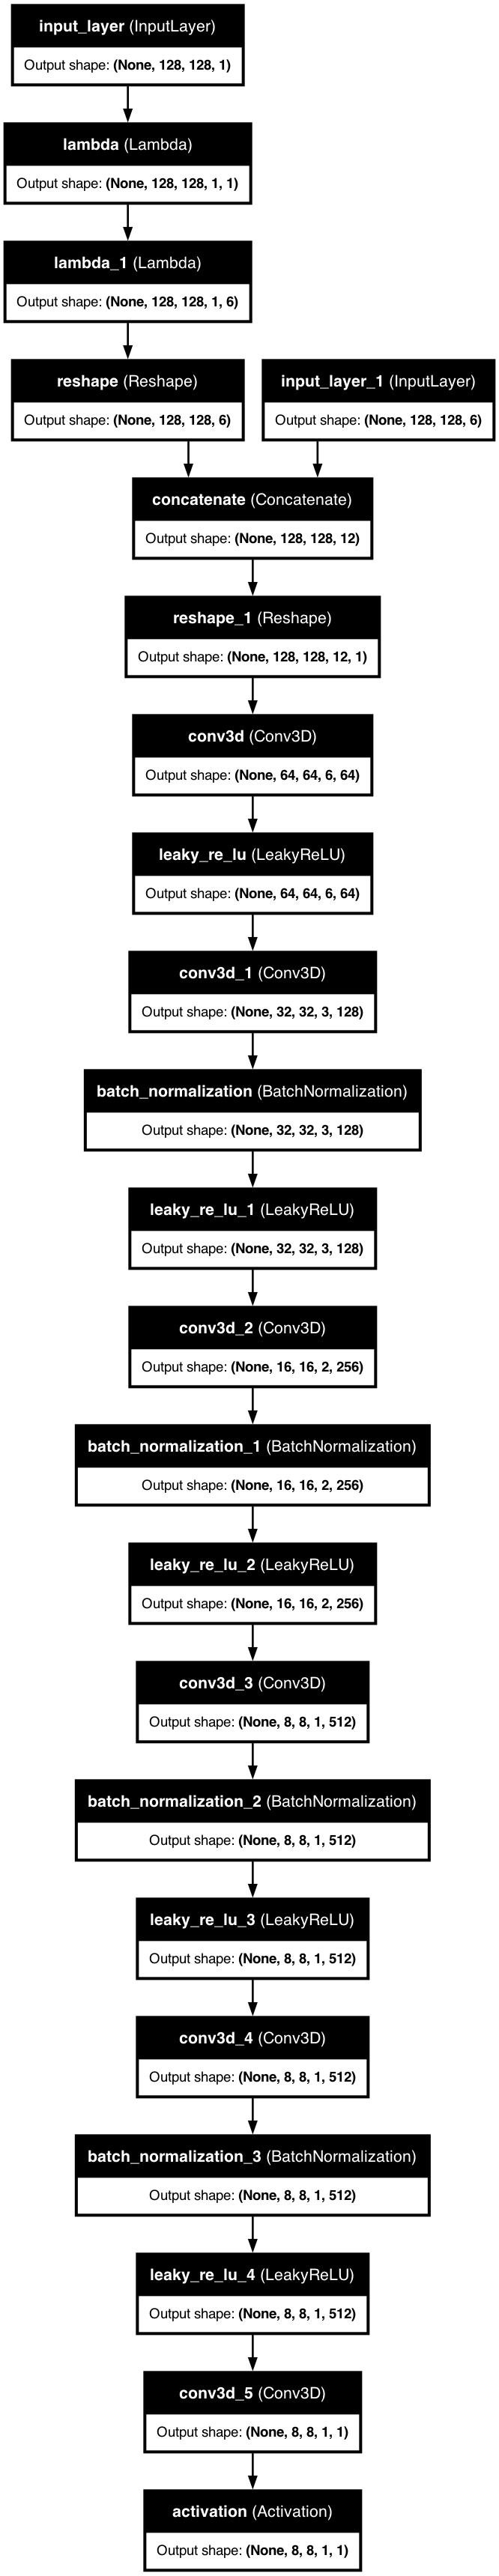 input_layer (InputLayer)
Output shape: (None, 128, 128, 1)
lambda (Lambda)
Output shape: (None, 128, 128, 1, 1)
lambda_1 (Lambda)
Output shape: (None, 128, 128, 1, 6)
reshape (Reshape)
Output shape: (None, 128, 128, 6)
input_layer_1 (InputLayer)
Output shape: (None, 128, 128, 6)
concatenate (Concatenate)
Output shape: (None, 128, 128, 12)
reshape_1 (Reshape)
Output shape: (None, 128, 128, 12, 1)
conv3d (Conv3D)
Output shape: (None, 64, 64, 6, 64)
leaky_re_lu (LeakyReLU)
Output shape: (None, 64, 64, 6, 64)
conv3d_1 (Conv3D)
Output shape: (None, 32, 32, 3, 128)
batch_normalization (BatchNormalization)
Output shape: (None, 32, 32, 3, 128)
leaky_re_lu_1 (LeakyReLU)
Output shape: (None, 32, 32, 3, 128)
conv3d_2 (Conv3D)
Output shape: (None, 16, 16, 2, 256)
batch_normalization_1 (BatchNormalization)
Output shape: (None, 16, 16, 2, 256)
leaky_re_lu_2 (LeakyReLU)
Output shape: (None, 16, 16, 2, 256)
conv3d_3 (Conv3D)
Output shape: (None, 8, 8, 1, 512)
batch_normalization_2 (BatchNormalization)
Output shape: (None, 8, 8, 1, 512)
leaky_re_lu_3 (LeakyReLU)
Output shape: (None, 8, 8, 1, 512)
conv3d_4 (Conv3D)
Output shape: (None, 8, 8, 1, 512)
batch_normalization_3 (BatchNormalization)
Output shape: (None, 8, 8, 1, 512)
leaky_re_lu_4 (LeakyReLU)
Output shape: (None, 8, 8, 1, 512)
conv3d_5 (Conv3D)
Output shape: (None, 8, 8, 1, 1)
activation (Activation)
Output shape: (None, 8, 8, 1, 1)